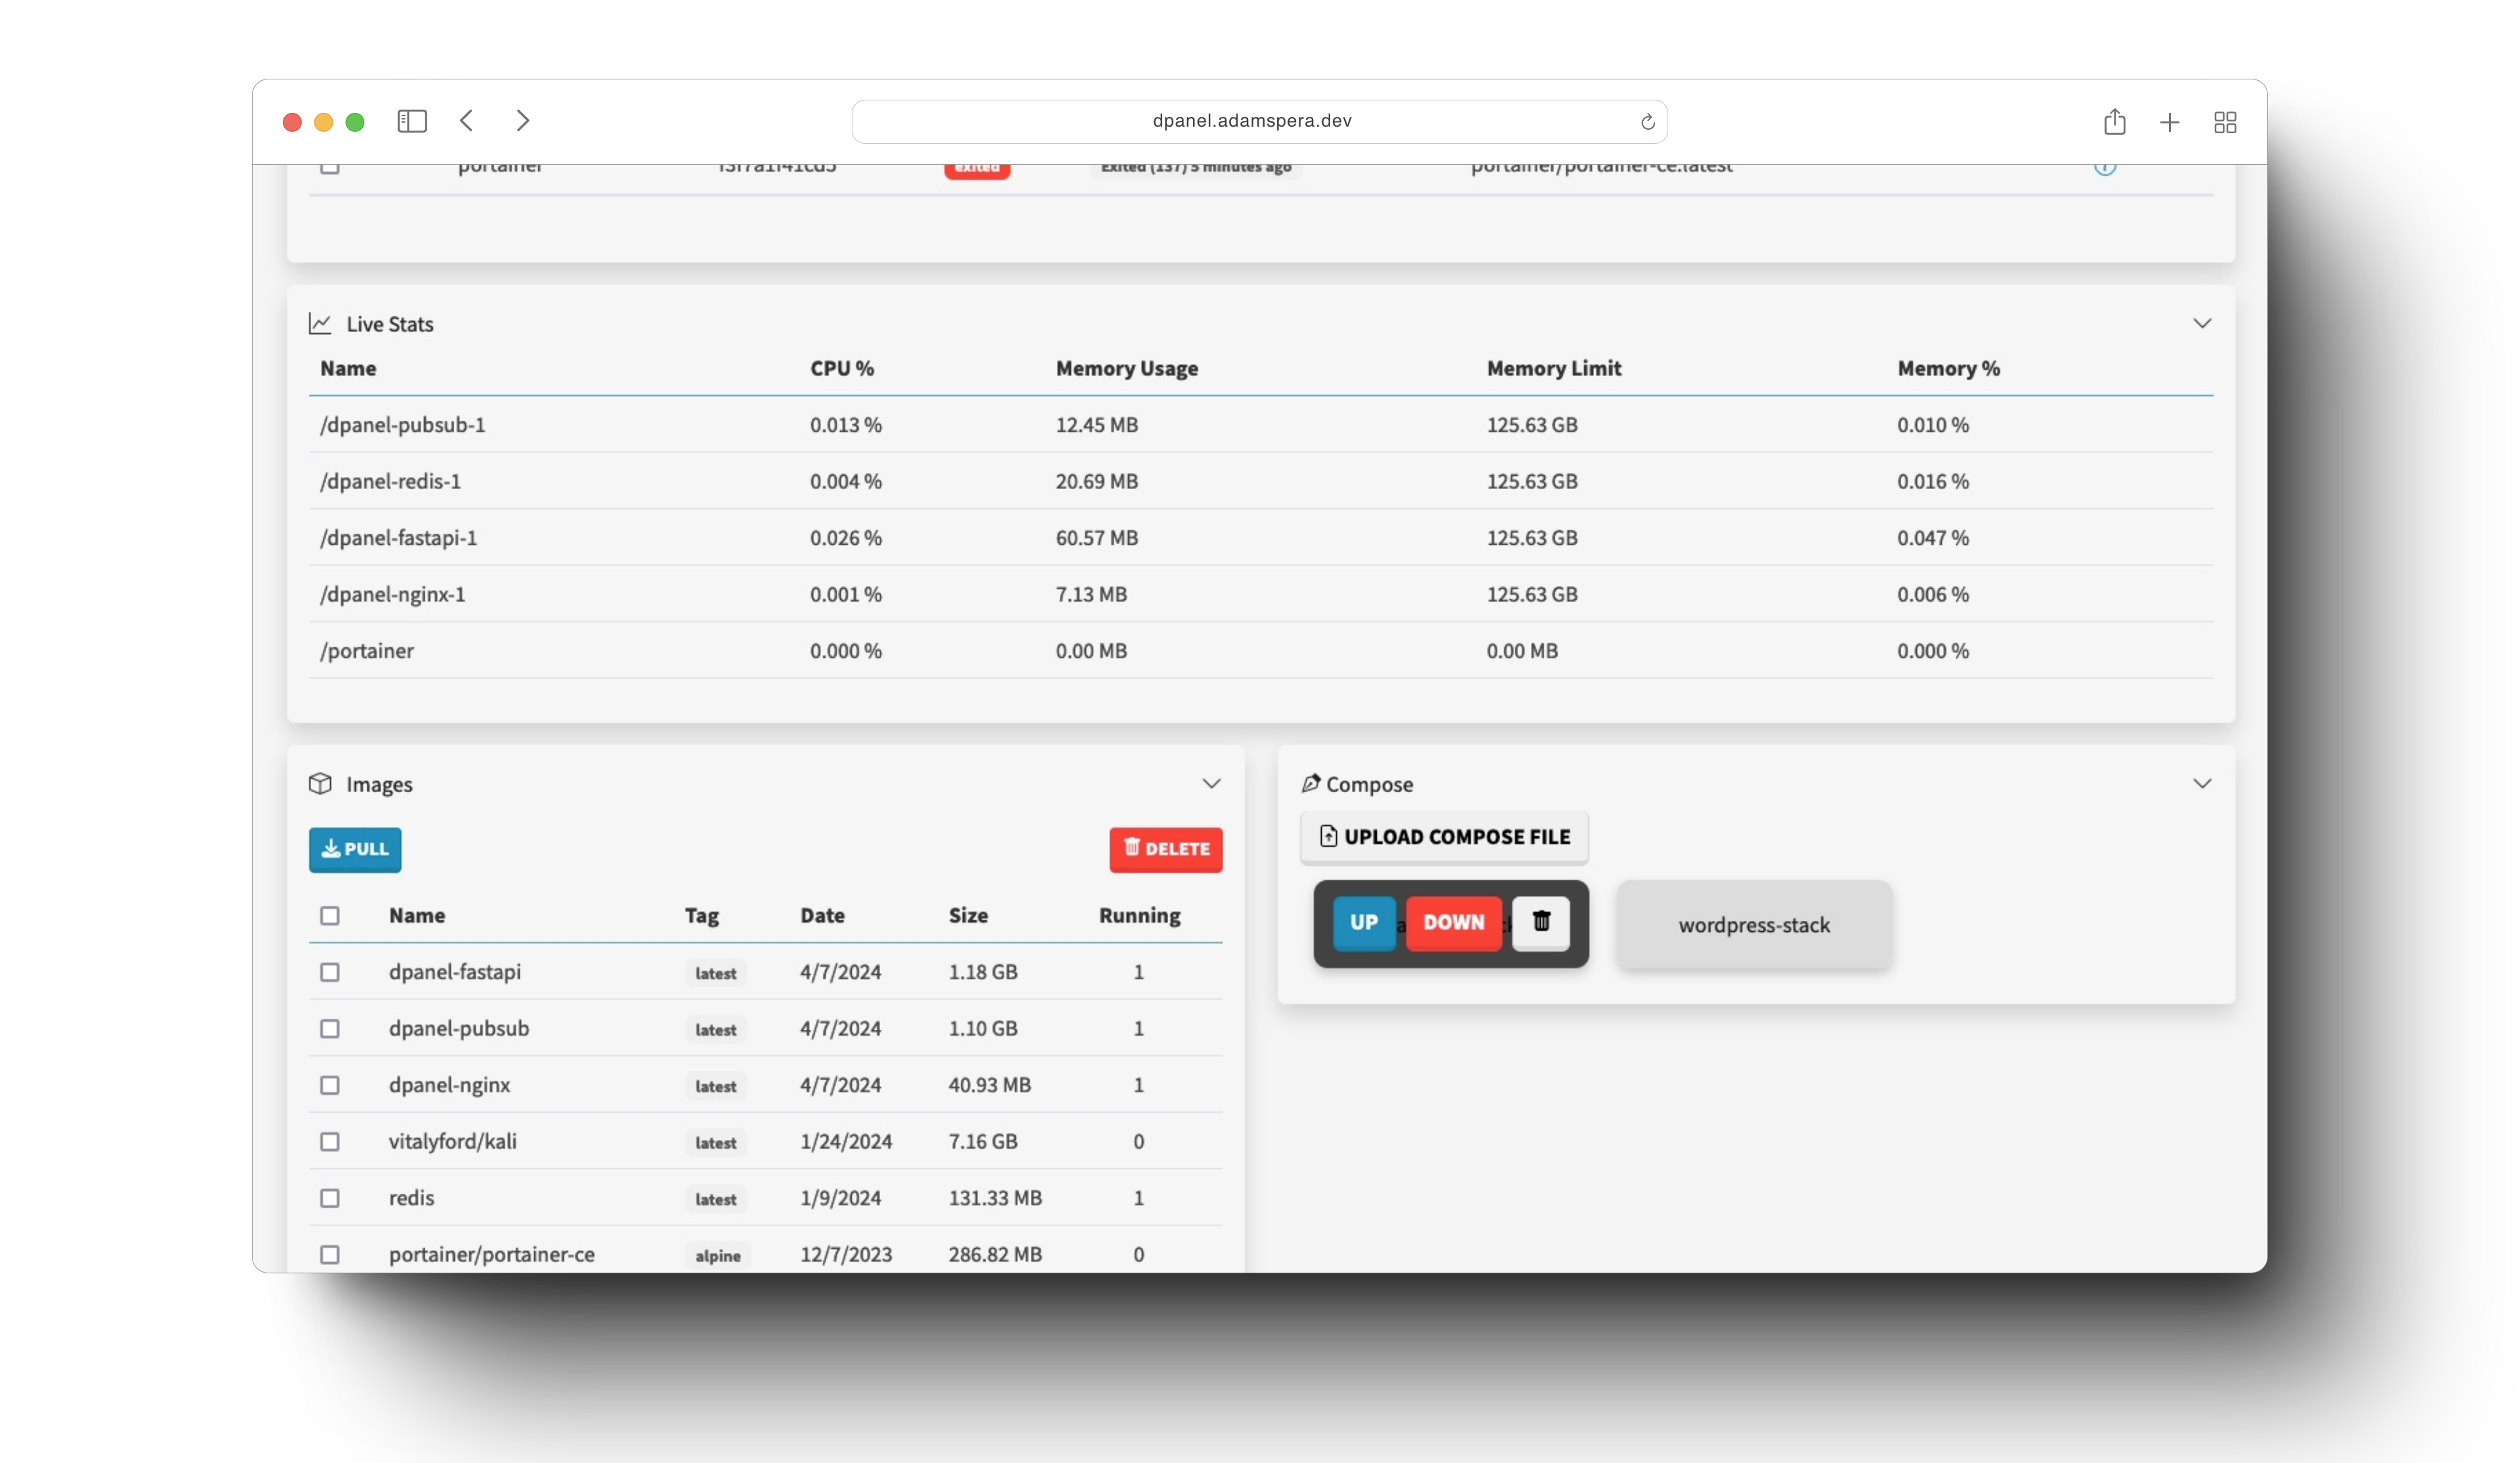 dpanel.adamspera.dev
portainer exited Exited (137) 5 minutes ago portainer/portainer-ce:latest
Live Stats
Name CPU % Memory Usage Memory Limit Memory %
/dpanel-pubsub-1 0.013 % 12.45 MB 125.63 GB 0.010 %
/dpanel-redis-1 0.004 % 20.69 MB 125.63 GB 0.016 %
/dpanel-fastapi-1 0.026 % 60.57 MB 125.63 GB 0.047 %
/dpanel-nginx-1 0.001 % 7.13 MB 125.63 GB 0.006 %
/portainer 0.000 % 0.00 MB 0.00 MB 0.000 %
Images
PULL DELETE
Name Tag Date Size Running
dpanel-fastapi latest 4/7/2024 1.18 GB 1
dpanel-pubsub latest 4/7/2024 1.10 GB 1
dpanel-nginx latest 4/7/2024 40.93 MB 1
vitalyford/kali latest 1/24/2024 7.16 GB 0
redis latest 1/9/2024 131.33 MB 1
portainer/portainer-ce alpine 12/7/2023 286.82 MB 0
Compose
UPLOAD COMPOSE FILE
UP DOWN wordpress-stack